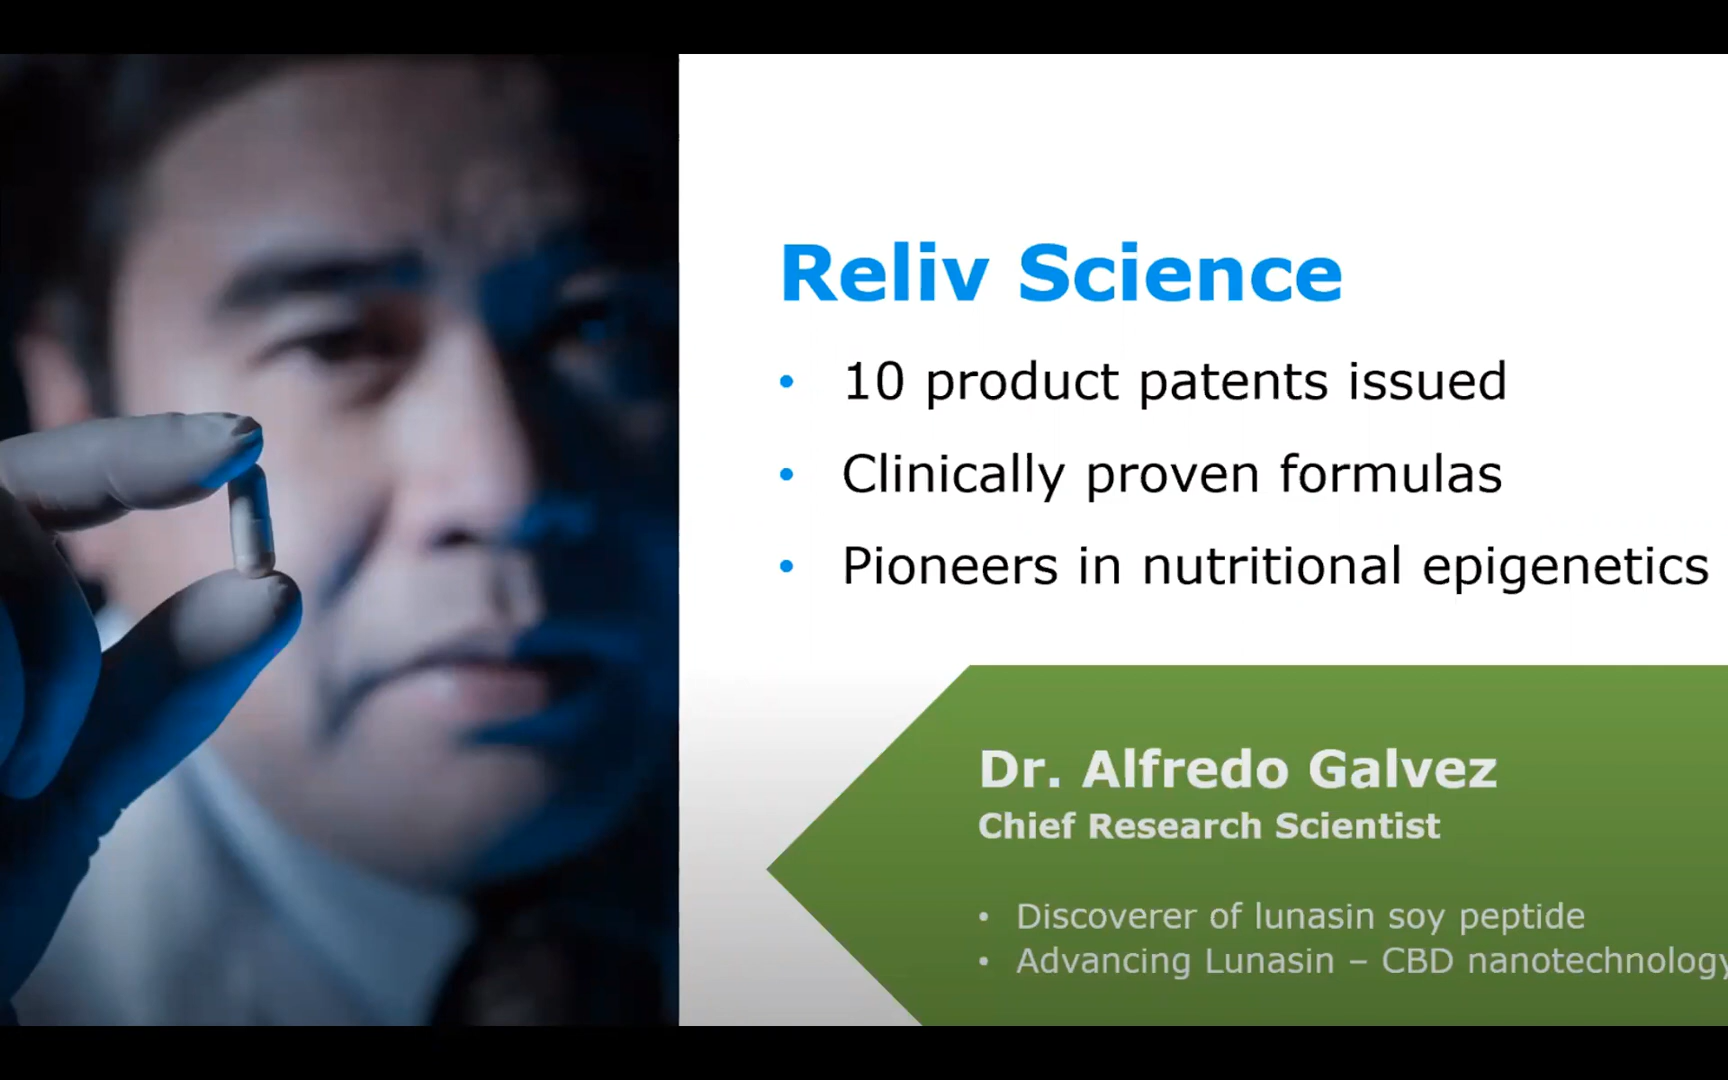 Reliv Science
• 10 product patents issued
• Clinically proven formulas
• Pioneers in nutritional epigenetics
Dr. Alfredo Galvez
Chief Research Scientist
• Discoverer of lunasin soy peptide
• Advancing Lunasin – CBD nanotechnology